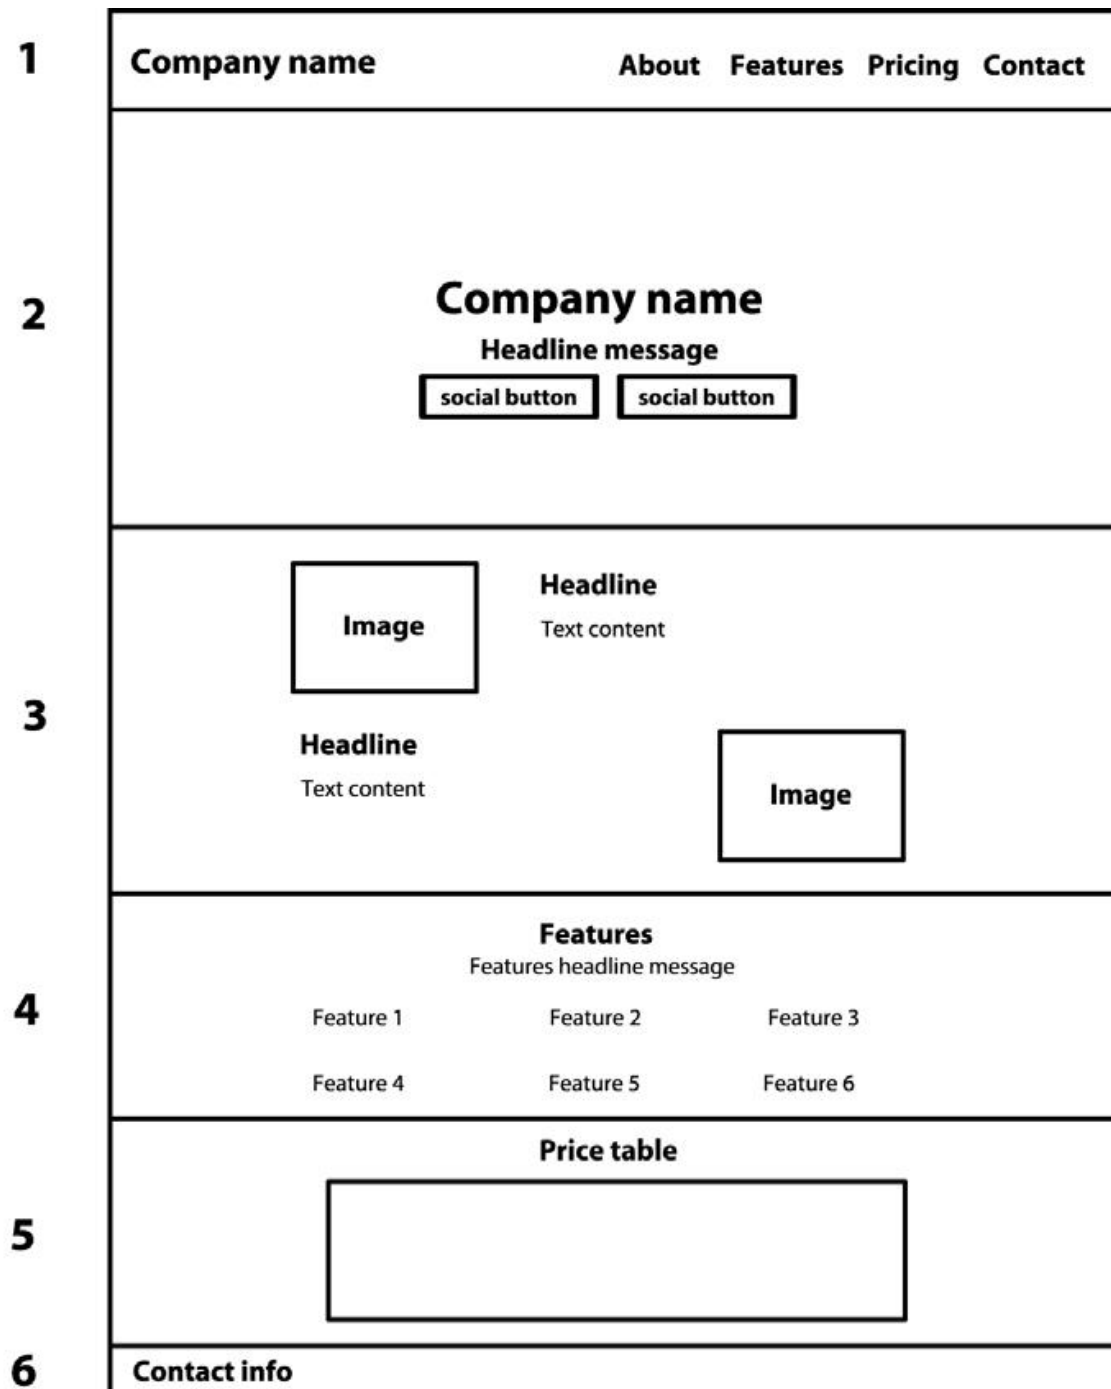 1
Company name
About Features Pricing Contact
2
Company name
Headline message
social button social button
3
Image
Headline
Text content
Headline
Text content
Image
4
Features
Features headline message
Feature 1 Feature 2 Feature 3
Feature 4 Feature 5 Feature 6
5
Price table
6
Contact info